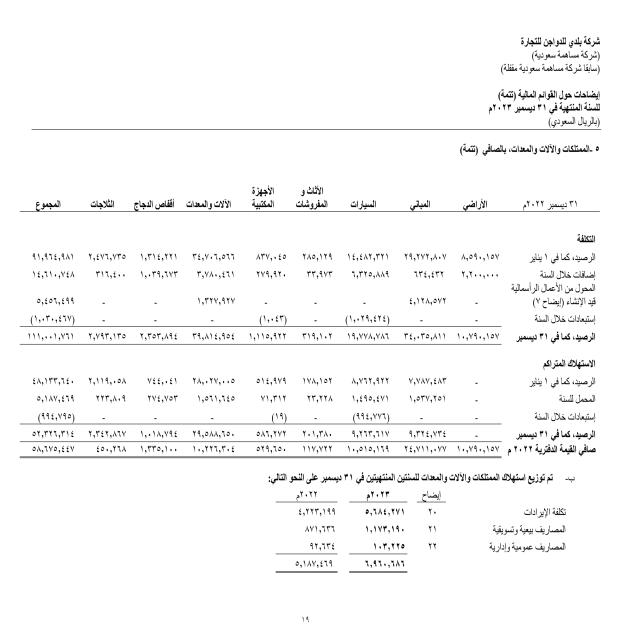 شركة بلدي للدواجن للتجارة
(شركة مساهمة سعودية)
(سابقا شركة مساهمة سعودية مقفلة)
إيضاحات حول القوائم المالية (تتمة)
للسنة المنتهية في ٣١ ديسمبر ٢٠٢٣م
(بالريال السعودي)
٥ -الممتلكات والآلات والمعدات، بالصافي (تتمة)
٣١ ديسمبر ٢٠٢٢م الأراضي المباني السيارات الأثاث و المفروشات الأجهزة المكتبية الآلات والمعدات أقفاص الدجاج الثلاجات المجموع
التكلفة
الرصيد، كما في ١ يناير ٨,٥٩٠,١٥٧ ٢٩,٢٧٢,٨٠٧ ١٤,٤٨٢,٣٢١ ٢٨٥,١٢٩ ٨٣٧,٠٤٥ ٣٤,٧٠٦,٥٦٦ ١,٣١٤,٢٢١ ٢,٤٧٦,٧٣٥ ٩١,٩٦٤,٩٨١
إضافات خلال السنة ٢,٢٠٠,٠٠٠ ٦٣٤,٤٣٢ ٦,٣٢٥,٨٨٩ ٣٣,٩٧٣ ٢٧٩,٩٢٠ ٣,٧٨٠,٤٦١ ١,٠٣٩,٦٧٣ ٣١٦,٤٠٠ ١٤,٦١٠,٧٤٨
المحول من الأعمال الرأسمالية
قيد الإنشاء (إيضاح ٧) - ٤,١٢٨,٥٧٢ - - - ١,٣٢٧,٩٢٧ - - ٥,٤٥٦,٤٩٩
إستبعادات خلال السنة - - (١,٠٢٩,٤٢٤) - (١,٠٤٣) - - - (١,٠٣٠,٤٦٧)
الرصيد، كما في ٣١ ديسمبر ١٠,٧٩٠,١٥٧ ٣٤,٠٣٥,٨١١ ١٩,٧٧٨,٧٨٦ ٣١٩,١٠٢ ١,١١٥,٩٢٢ ٣٩,٨١٤,٩٥٤ ٢,٣٥٣,٨٩٤ ٢,٧٩٣,١٣٥ ١١١,٠٠١,٧٦١
الاستهلاك المتراكم
الرصيد، كما في ١ يناير - ٧,٧٨٧,٤٨٣ ٨,٧٦٢,٩٢٢ ١٧٨,١٥٢ ٥١٤,٩٧٩ ٢٨,٠٢٧,٠٠٥ ٧٤٤,٠٤١ ٢,١١٩,٠٥٨ ٤٨,١٣٣,٦٤٠
المحمل للسنة - ١,٥٣٧,٢٥١ ١,٤٩٥,٤٧١ ٢٣,٢٢٨ ٧١,٣١٢ ١,٥٦١,٦٤٥ ٢٧٤,٧٥٣ ٢٢٣,٨٠٩ ٥,١٨٧,٤٦٩
إستبعادات خلال السنة - - (٩٩٤,٧٧٦) - (١٩) - - - (٩٩٤,٧٩٥)
الرصيد، كما في ٣١ ديسمبر - ٩,٣٢٤,٧٣٤ ٩,٢٦٣,٦١٧ ٢٠١,٣٨٠ ٥٨٦,٢٧٢ ٢٩,٥٨٨,٦٥٠ ١,٠١٨,٧٩٤ ٢,٣٤٢,٨٦٧ ٥٢,٣٢٦,٣١٤
صافي القيمة الدفترية ٢٠٢٢ م ١٠,٧٩٠,١٥٧ ٢٤,٧١١,٠٧٧ ١٠,٥١٥,١٦٩ ١١٧,٧٢٢ ٥٢٩,٦٥٠ ١٠,٢٢٦,٣٠٤ ١,٣٣٥,١٠٠ ٤٥٠,٢٦٨ ٥٨,٦٧٥,٤٤٧
ب- تم توزيع استهلاك الممتلكات والآلات والمعدات للسنتين المنتهيتين في ٣١ ديسمبر على النحو التالي:
إيضاح ٢٠٢٣م ٢٠٢٢م
تكلفة الإيرادات ٢٠ ٥,٦٨٤,٢٧١ ٤,٢٢٣,١٩٩
المصاريف بيعية وتسويقية ٢١ ١,١٧٣,١٩٠ ٨٧١,٦٣٦
المصاريف عمومية وإدارية ٢٢ ١٠٣,٢٢٥ ٩٢,٦٣٤
٦,٩٦٠,٦٨٦ ٥,١٨٧,٤٦٩
١٩